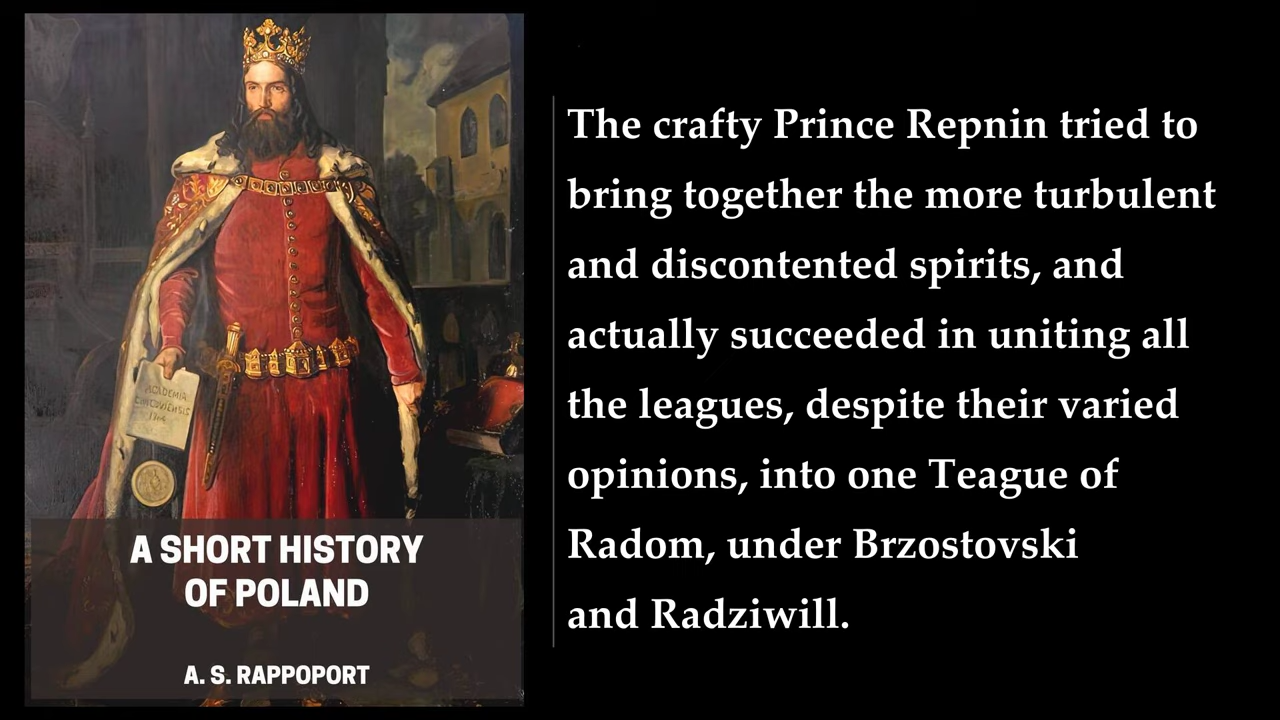 ACADEMIA
CRACOVIENSIS
A SHORT HISTORY
OF POLAND
A. S. RAPPOPORT
The crafty Prince Repnin tried to
bring together the more turbulent
and discontented spirits, and
actually succeeded in uniting all
the leagues, despite their varied
opinions, into one Teague of
Radom, under Brzostovski
and Radziwill.